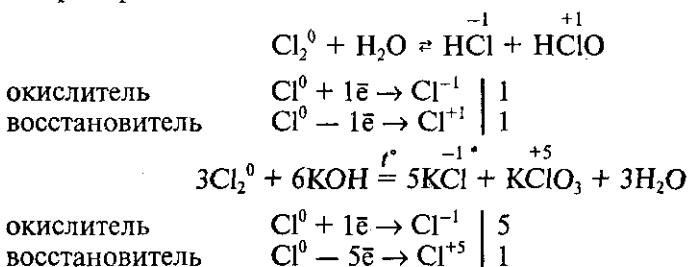 Cl₂⁰ + H₂O ⇄ HCl⁻¹ + HCl⁺¹O
окислитель Cl⁰ + 1ē → Cl⁻¹ | 1
восстановитель Cl⁰ − 1ē → Cl⁺¹ | 1
3Cl₂⁰ + 6KOH =ᵗ° 5KCl⁻¹ + KCl⁺⁵O₃ + 3H₂O
окислитель Cl⁰ + 1ē → Cl⁻¹ | 5
восстановитель Cl⁰ − 5ē → Cl⁺⁵ | 1